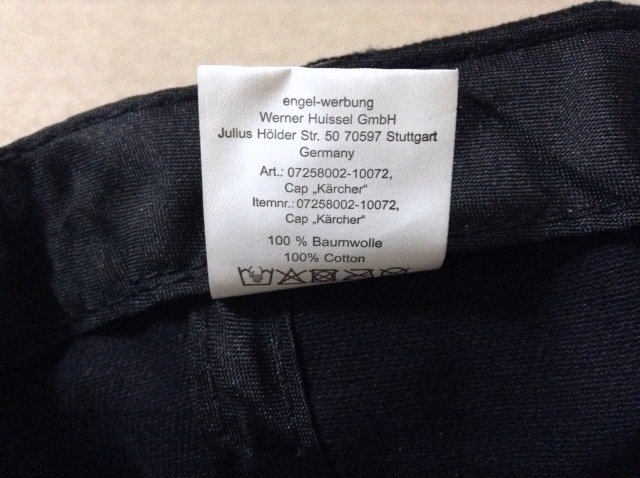 engel-werbung
Werner Huissel GmbH
Julius Hölder Str. 50 70597 Stuttgart
Germany
Art.: 07258002-10072,
Cap „Kärcher“
Itemnr.: 07258002-10072,
Cap „Kärcher“
100 % Baumwolle
100% Cotton